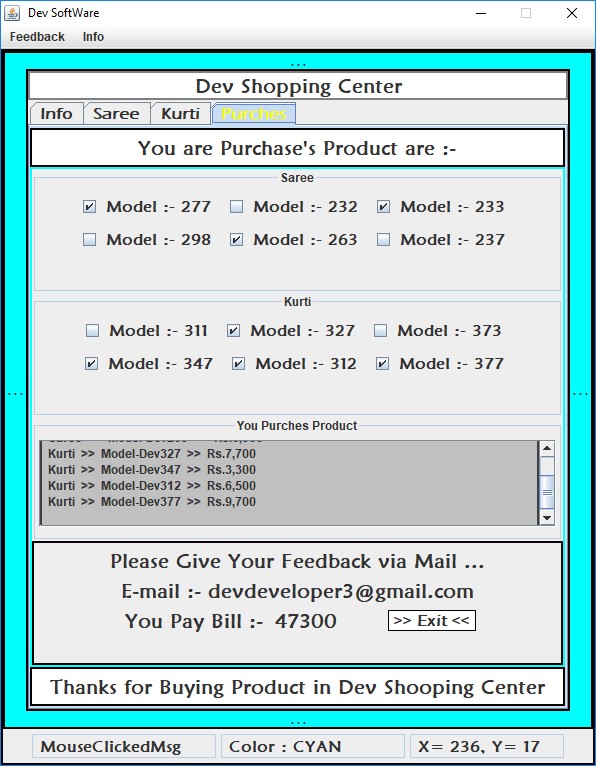 Dev SoftWare
Feedback Info
...
Dev Shopping Center
Info Saree Kurti Purches
You are Purchase's Product are :-
Saree
Model :- 277 Model :- 232 Model :- 233
Model :- 298 Model :- 263 Model :- 237
Kurti
Model :- 311 Model :- 327 Model :- 373
Model :- 347 Model :- 312 Model :- 377
... ...
You Purches Product
Kurti >> Model-Dev327 >> Rs.7,700
Kurti >> Model-Dev347 >> Rs.3,300
Kurti >> Model-Dev312 >> Rs.6,500
Kurti >> Model-Dev377 >> Rs.9,700
Please Give Your Feedback via Mail ...
E-mail :- devdeveloper3@gmail.com
You Pay Bill :- 47300 >> Exit <<
Thanks for Buying Product in Dev Shooping Center
...
MouseClickedMsg Color : CYAN X= 236, Y= 17